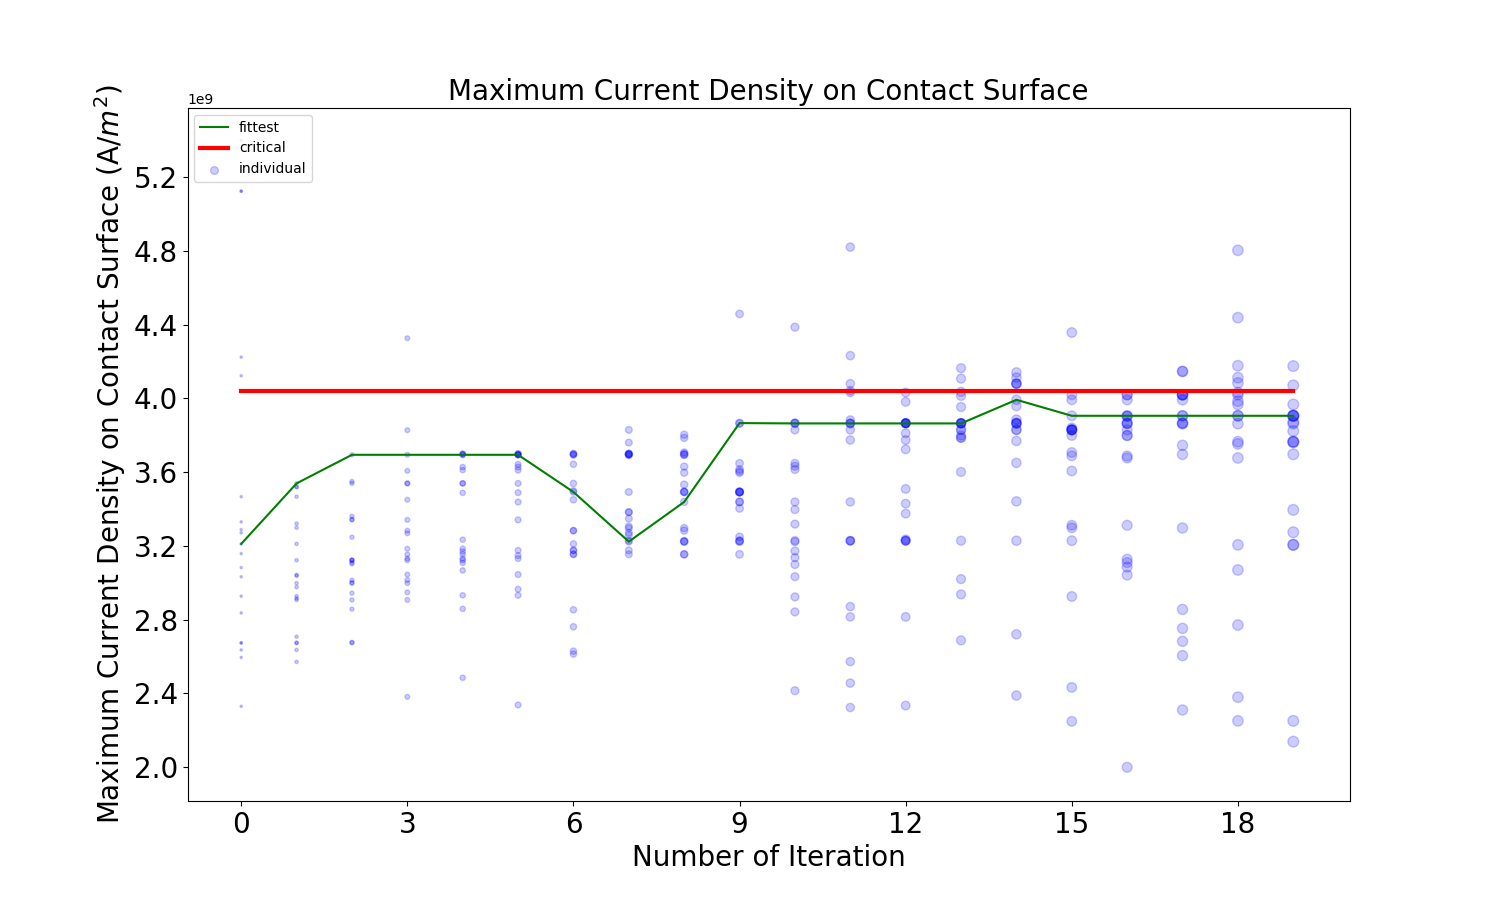 Maximum Current Density on Contact Surface
1e9
fittest
critical
individual
Maximum Current Density on Contact Surface (A/m²)
5.2
4.8
4.4
4.0
3.6
3.2
2.8
2.4
2.0
0 3 6 9 12 15 18
Number of Iteration